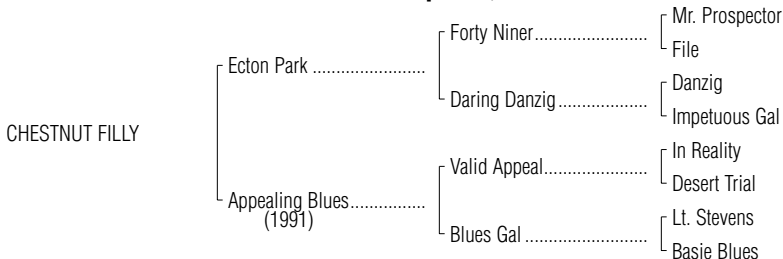 Mr. Prospector
Forty Niner..........................
File
Ecton Park ..........................
Danzig
Daring Danzig.....................
Impetuous Gal
CHESTNUT FILLY
In Reality
Valid Appeal........................
Desert Trial
Appealing Blues.................
(1991)
Lt. Stevens
Blues Gal ............................
Basie Blues